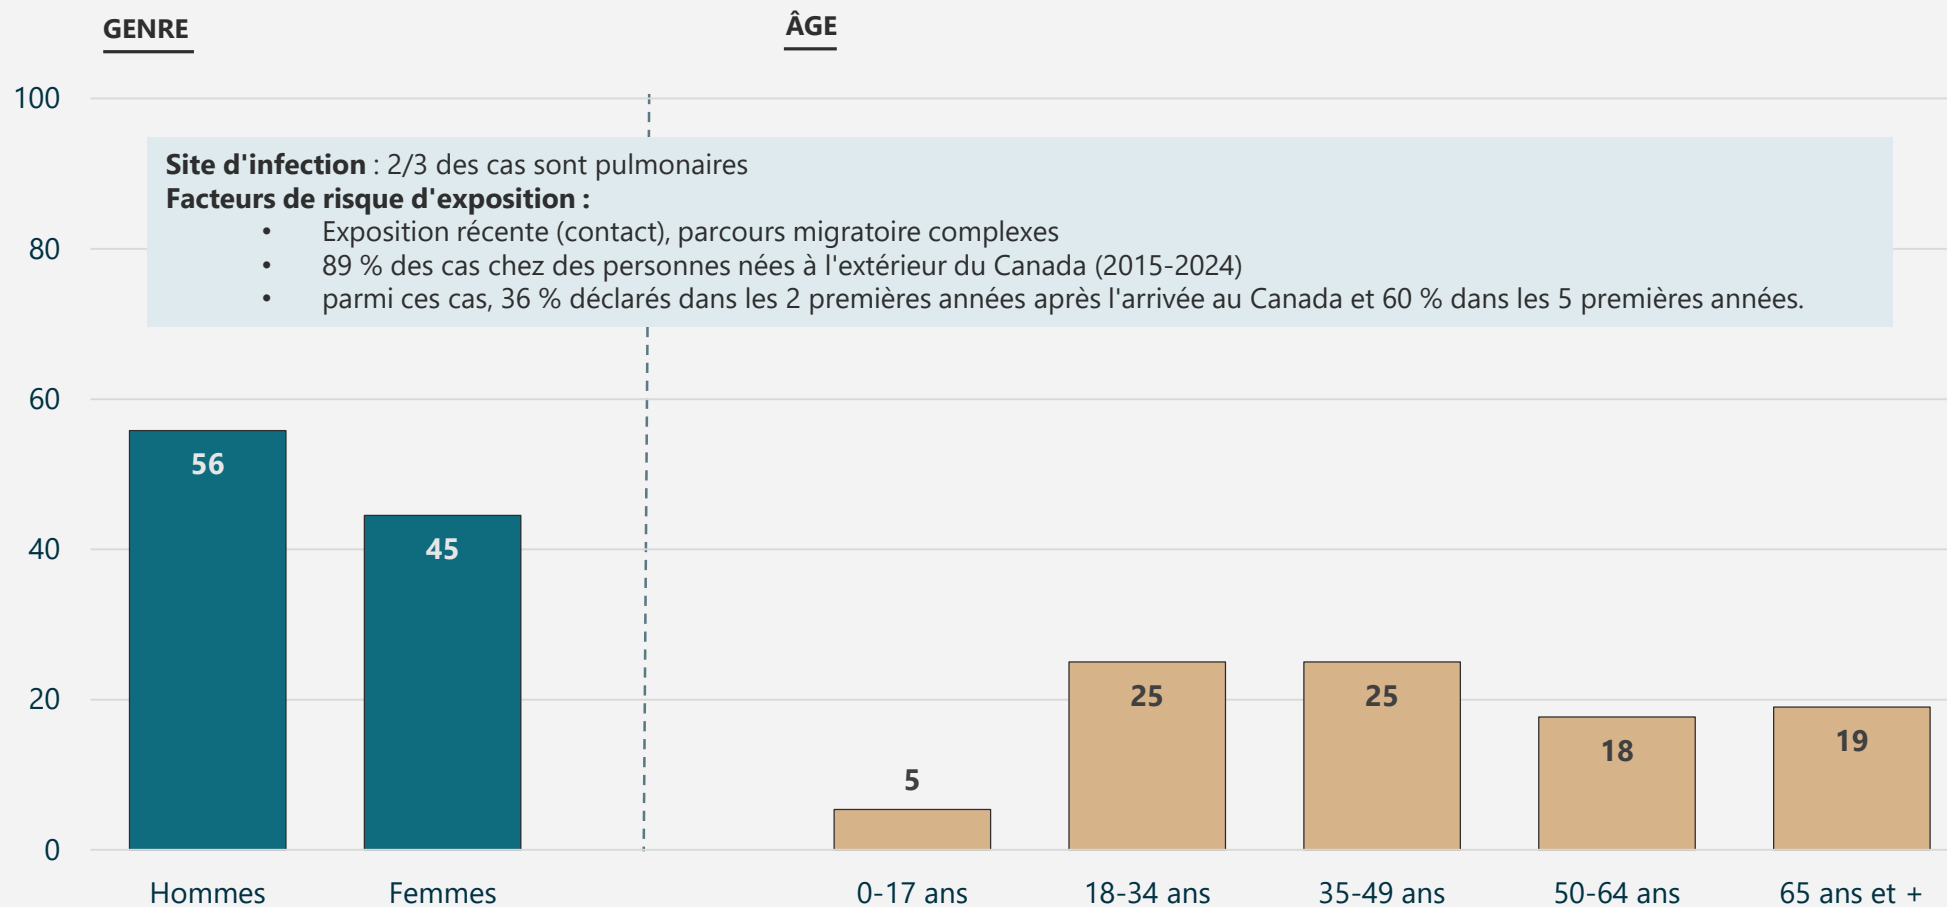 GENRE
ÂGE
100
Site d'infection : 2/3 des cas sont pulmonaires
Facteurs de risque d'exposition :
• Exposition récente (contact), parcours migratoire complexes
80
• 89 % des cas chez des personnes nées à l'extérieur du Canada (2015-2024)
• parmi ces cas, 36 % déclarés dans les 2 premières années après l'arrivée au Canada et 60 % dans les 5 premières années.
60
56
45
40
25
25
20
19
18
5
0
Hommes Femmes 0-17 ans 18-34 ans 35-49 ans 50-64 ans 65 ans et +